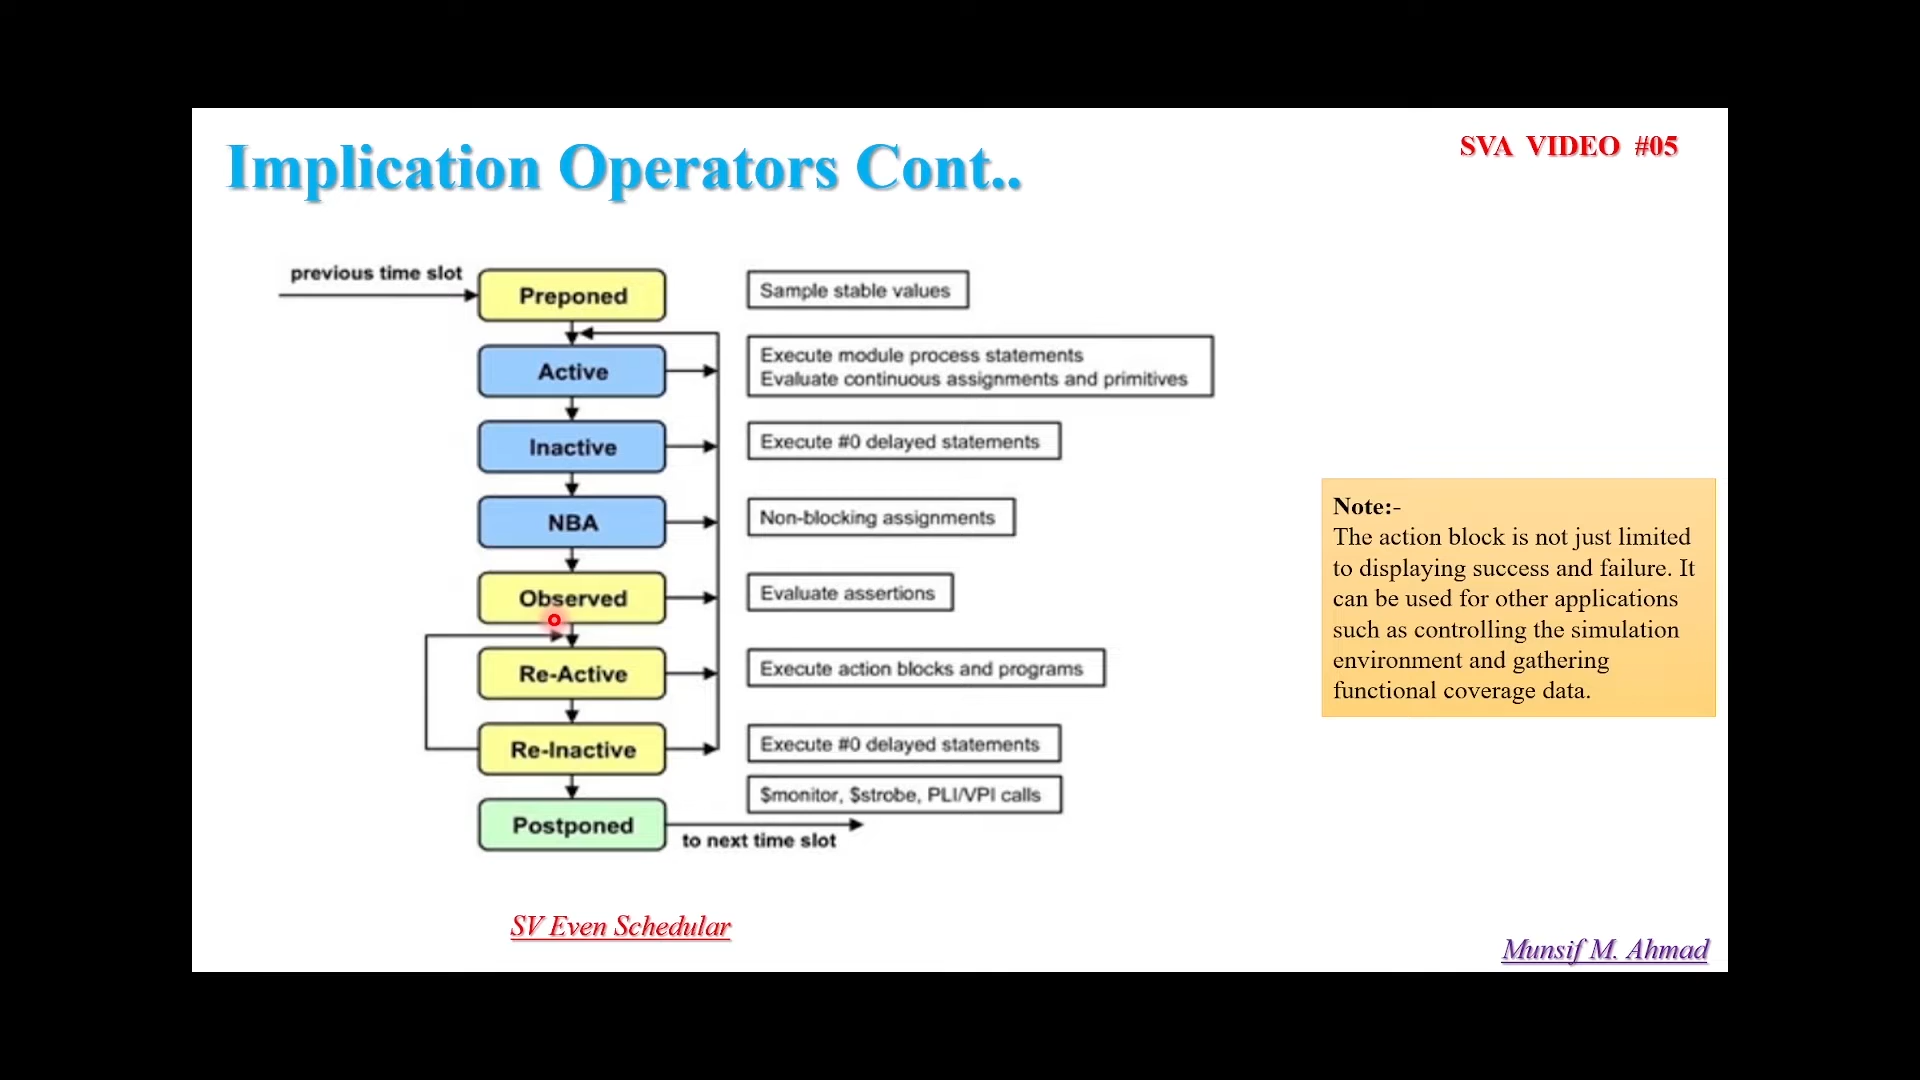 Implication Operators Cont..
SVA VIDEO #05
previous time slot
Preponed
Sample stable values
Active
Execute module process statements
Evaluate continuous assignments and primitives
Inactive
Execute #0 delayed statements
NBA
Non-blocking assignments
Observed
Evaluate assertions
Re-Active
Execute action blocks and programs
Re-Inactive
Execute #0 delayed statements
$monitor, $strobe, PLI/VPI calls
Postponed
to next time slot
Note:-
The action block is not just limited
to displaying success and failure. It
can be used for other applications
such as controlling the simulation
environment and gathering
functional coverage data.
SV Even Schedular
Munsif M. Ahmad